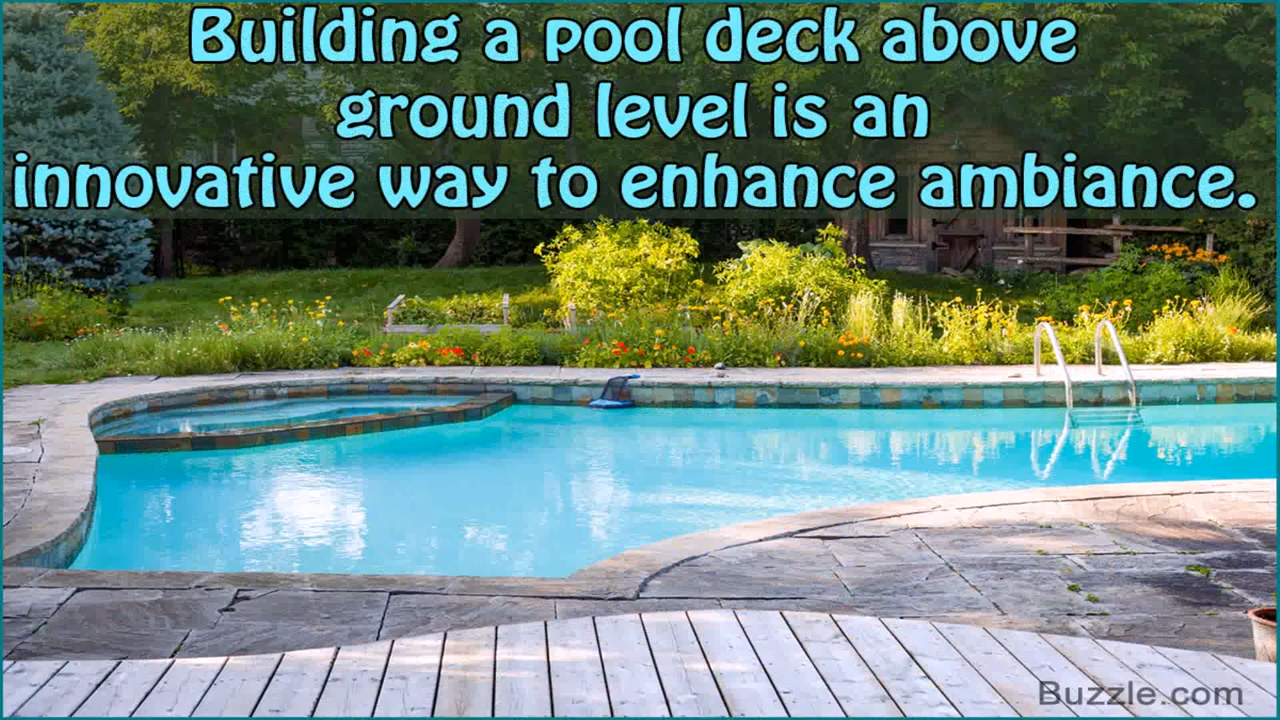 Building a pool deck above
ground level is an
innovative way to enhance ambiance.
Buzzle.com